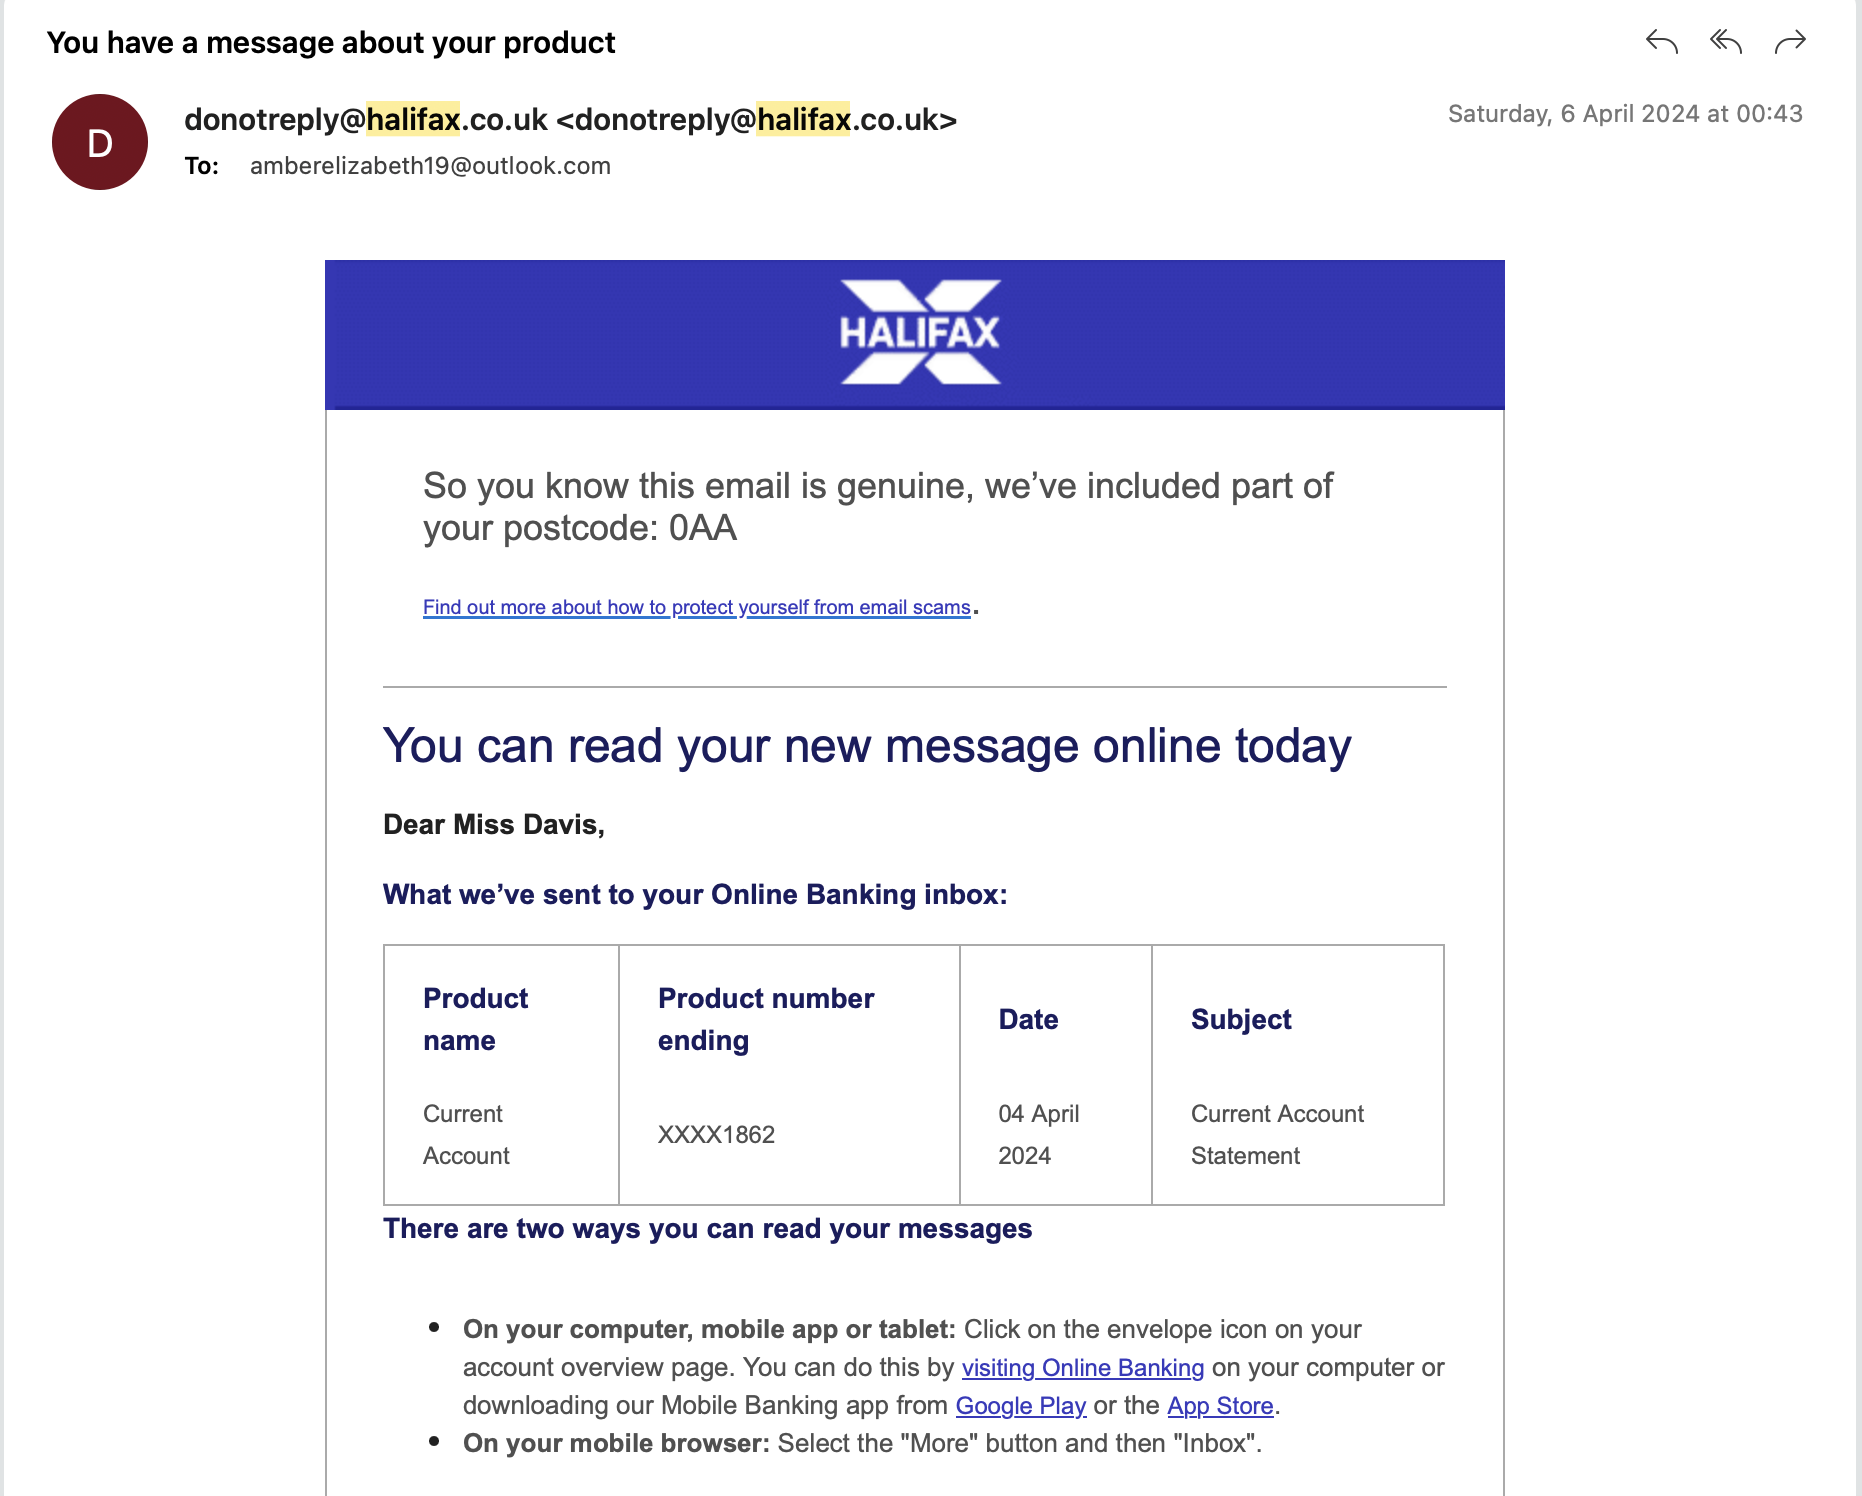 You have a message about your product
D
donotreply@halifax.co.uk <donotreply@halifax.co.uk>
Saturday, 6 April 2024 at 00:43
To: amberelizabeth19@outlook.com
HALIFAX
So you know this email is genuine, we’ve included part of
your postcode: 0AA
Find out more about how to protect yourself from email scams.
You can read your new message online today
Dear Miss Davis,
What we’ve sent to your Online Banking inbox:
Product name
Product number ending
Date
Subject
Current Account
XXXX1862
04 April 2024
Current Account Statement
There are two ways you can read your messages
• On your computer, mobile app or tablet: Click on the envelope icon on your
account overview page. You can do this by visiting Online Banking on your computer or
downloading our Mobile Banking app from Google Play or the App Store.
• On your mobile browser: Select the "More" button and then "Inbox".